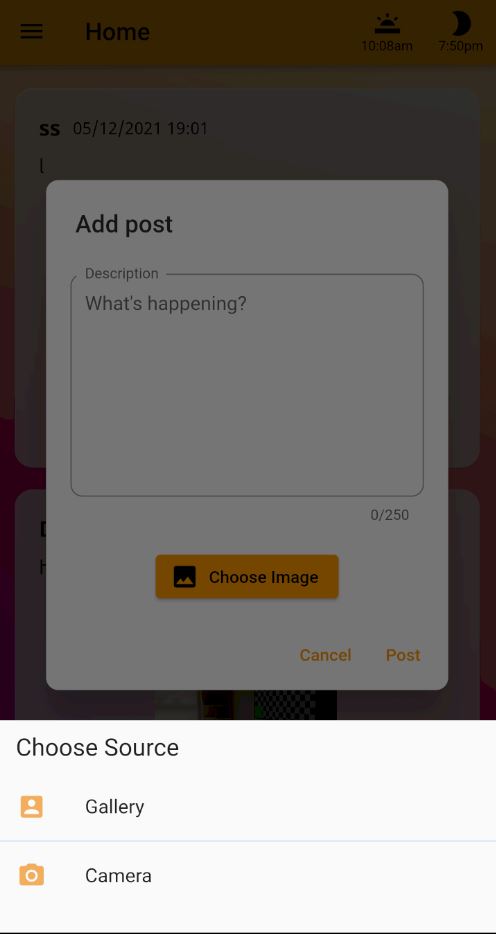 Home
10:08am
7:50pm
ss 05/12/2021 19:01
l
Add post
Description
What's happening?
0/250
Choose Image
Cancel Post
Choose Source
Gallery
Camera